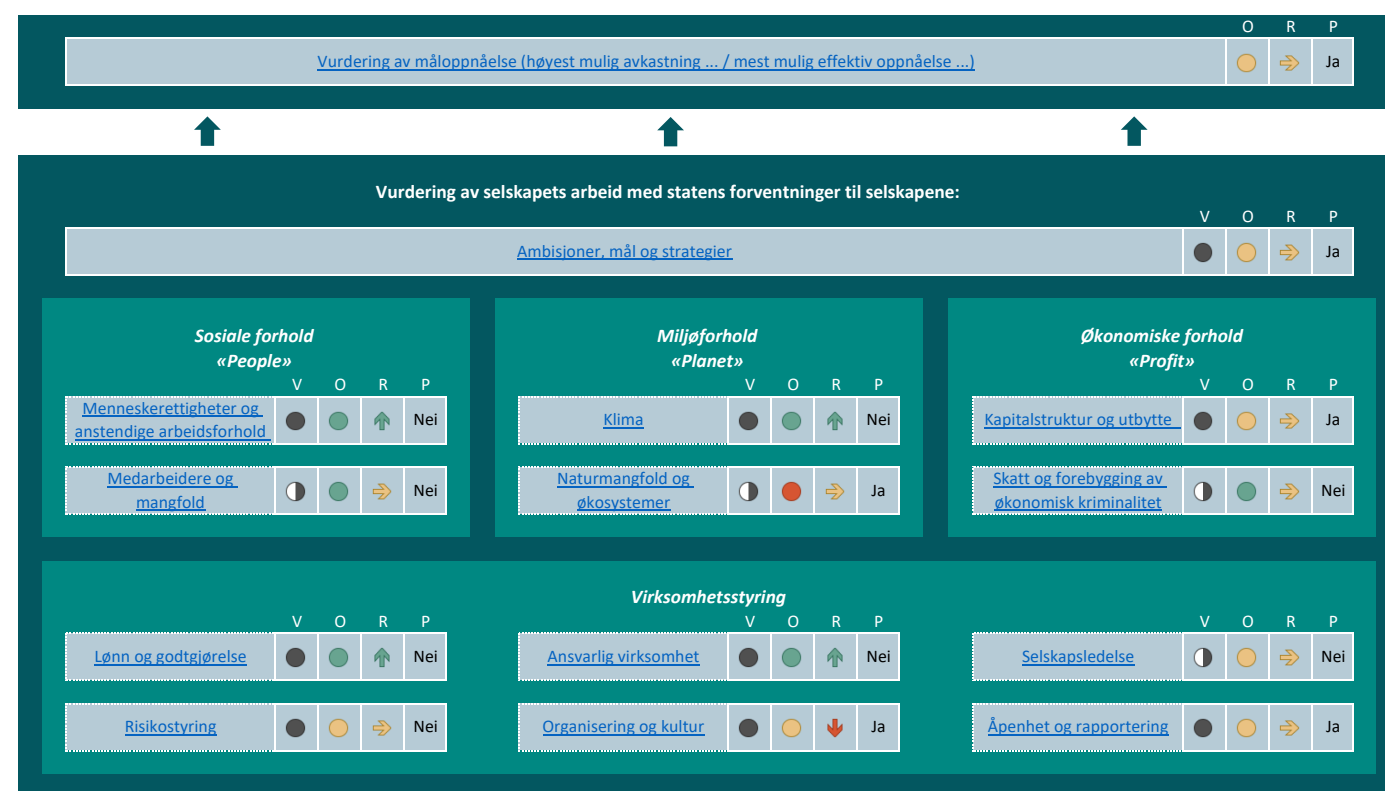 O R P
Vurdering av måloppnåelse (høyest mulig avkastning ... / mest mulig effektiv oppnåelse ...) Ja
Vurdering av selskapets arbeid med statens forventninger til selskapene:
V O R P
Ambisjoner, mål og strategier Ja
Sosiale forhold
«People»
V O R P
Menneskerettigheter og
anstendige arbeidsforhold Nei
Medarbeidere og
mangfold Nei
Miljøforhold
«Planet»
V O R P
Klima Nei
Naturmangfold og
økosystemer Ja
Økonomiske forhold
«Profit»
V O R P
Kapitalstruktur og utbytte Ja
Skatt og forebygging av
økonomisk kriminalitet Nei
Virksomhetsstyring
V O R P V O R P V O R P
Lønn og godtgjørelse Nei Ansvarlig virksomhet Nei Selskapsledelse Nei
Risikostyring Nei Organisering og kultur Ja Åpenhet og rapportering Ja